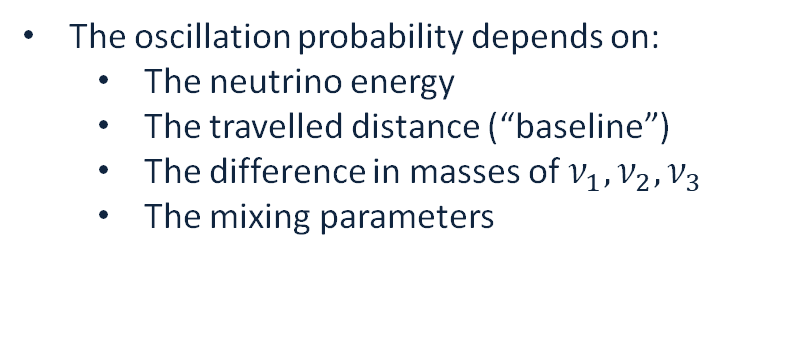 • The oscillation probability depends on:
• The neutrino energy
• The travelled distance (“baseline”)
• The difference in masses of 𝜈₁, 𝜈₂, 𝜈₃
• The mixing parameters